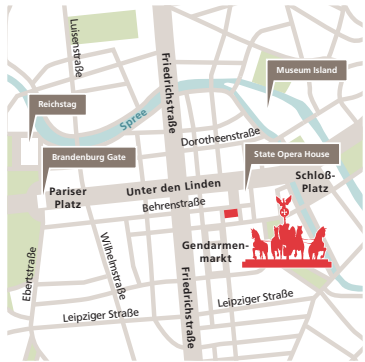 Luisenstraße
Friedrichstraße
Museum Island
Reichstag
Spree
Dorotheenstraße
Brandenburg Gate
State Opera House
Pariser
Platz
Unter den Linden
Schloß-
Platz
Behrenstraße
Gendarmen-
markt
Wilhelmstraße
Ebertstraße
Friedrichstraße
Leipziger Straße
Leipziger Straße